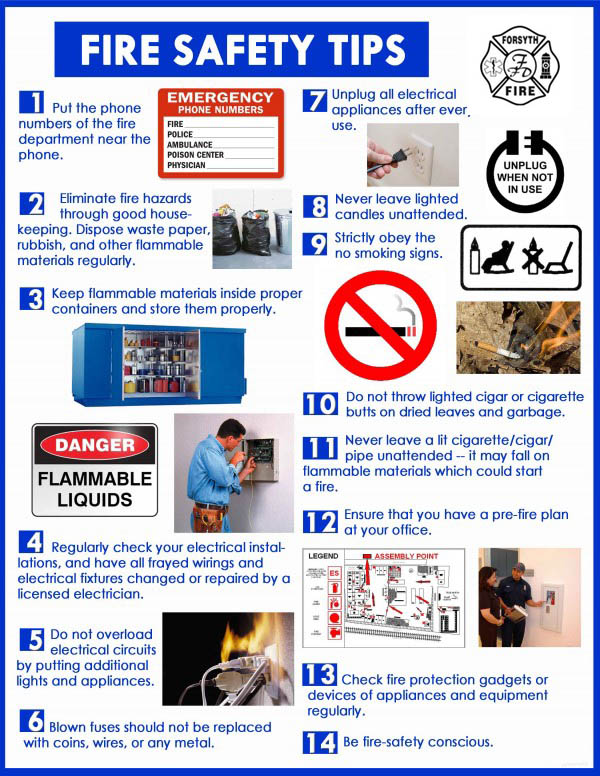 FIRE SAFETY TIPS
FORSYTH
FD
FIRE
1 Put the phone
numbers of the fire
department near the
phone.
EMERGENCY
PHONE NUMBERS
FIRE
POLICE
AMBULANCE
POISON CENTER
PHYSICIAN
2 Eliminate fire hazards
through good house-
keeping. Dispose waste paper,
rubbish, and other flammable
materials regularly.
3 Keep flammable materials inside proper
containers and store them properly.
DANGER
FLAMMABLE
LIQUIDS
4 Regularly check your electrical instal-
lations, and have all frayed wirings and
electrical fixtures changed or repaired by a
licensed electrician.
5 Do not overload
electrical circuits
by putting additional
lights and appliances.
6 Blown fuses should not be replaced
with coins, wires, or any metal.
7 Unplug all electrical
appliances after ever
use.
UNPLUG
WHEN NOT
IN USE
8 Never leave lighted
candles unattended.
9 Strictly obey the
no smoking signs.
10 Do not throw lighted cigar or cigarette
butts on dried leaves and garbage.
11 Never leave a lit cigarette/cigar/
pipe unattended -- it may fall on
flammable materials which could start
a fire.
12 Ensure that you have a pre-fire plan
at your office.
LEGEND
ASSEMBLY POINT
ES
13 Check fire protection gadgets or
devices of appliances and equipment
regularly.
14 Be fire-safety conscious.